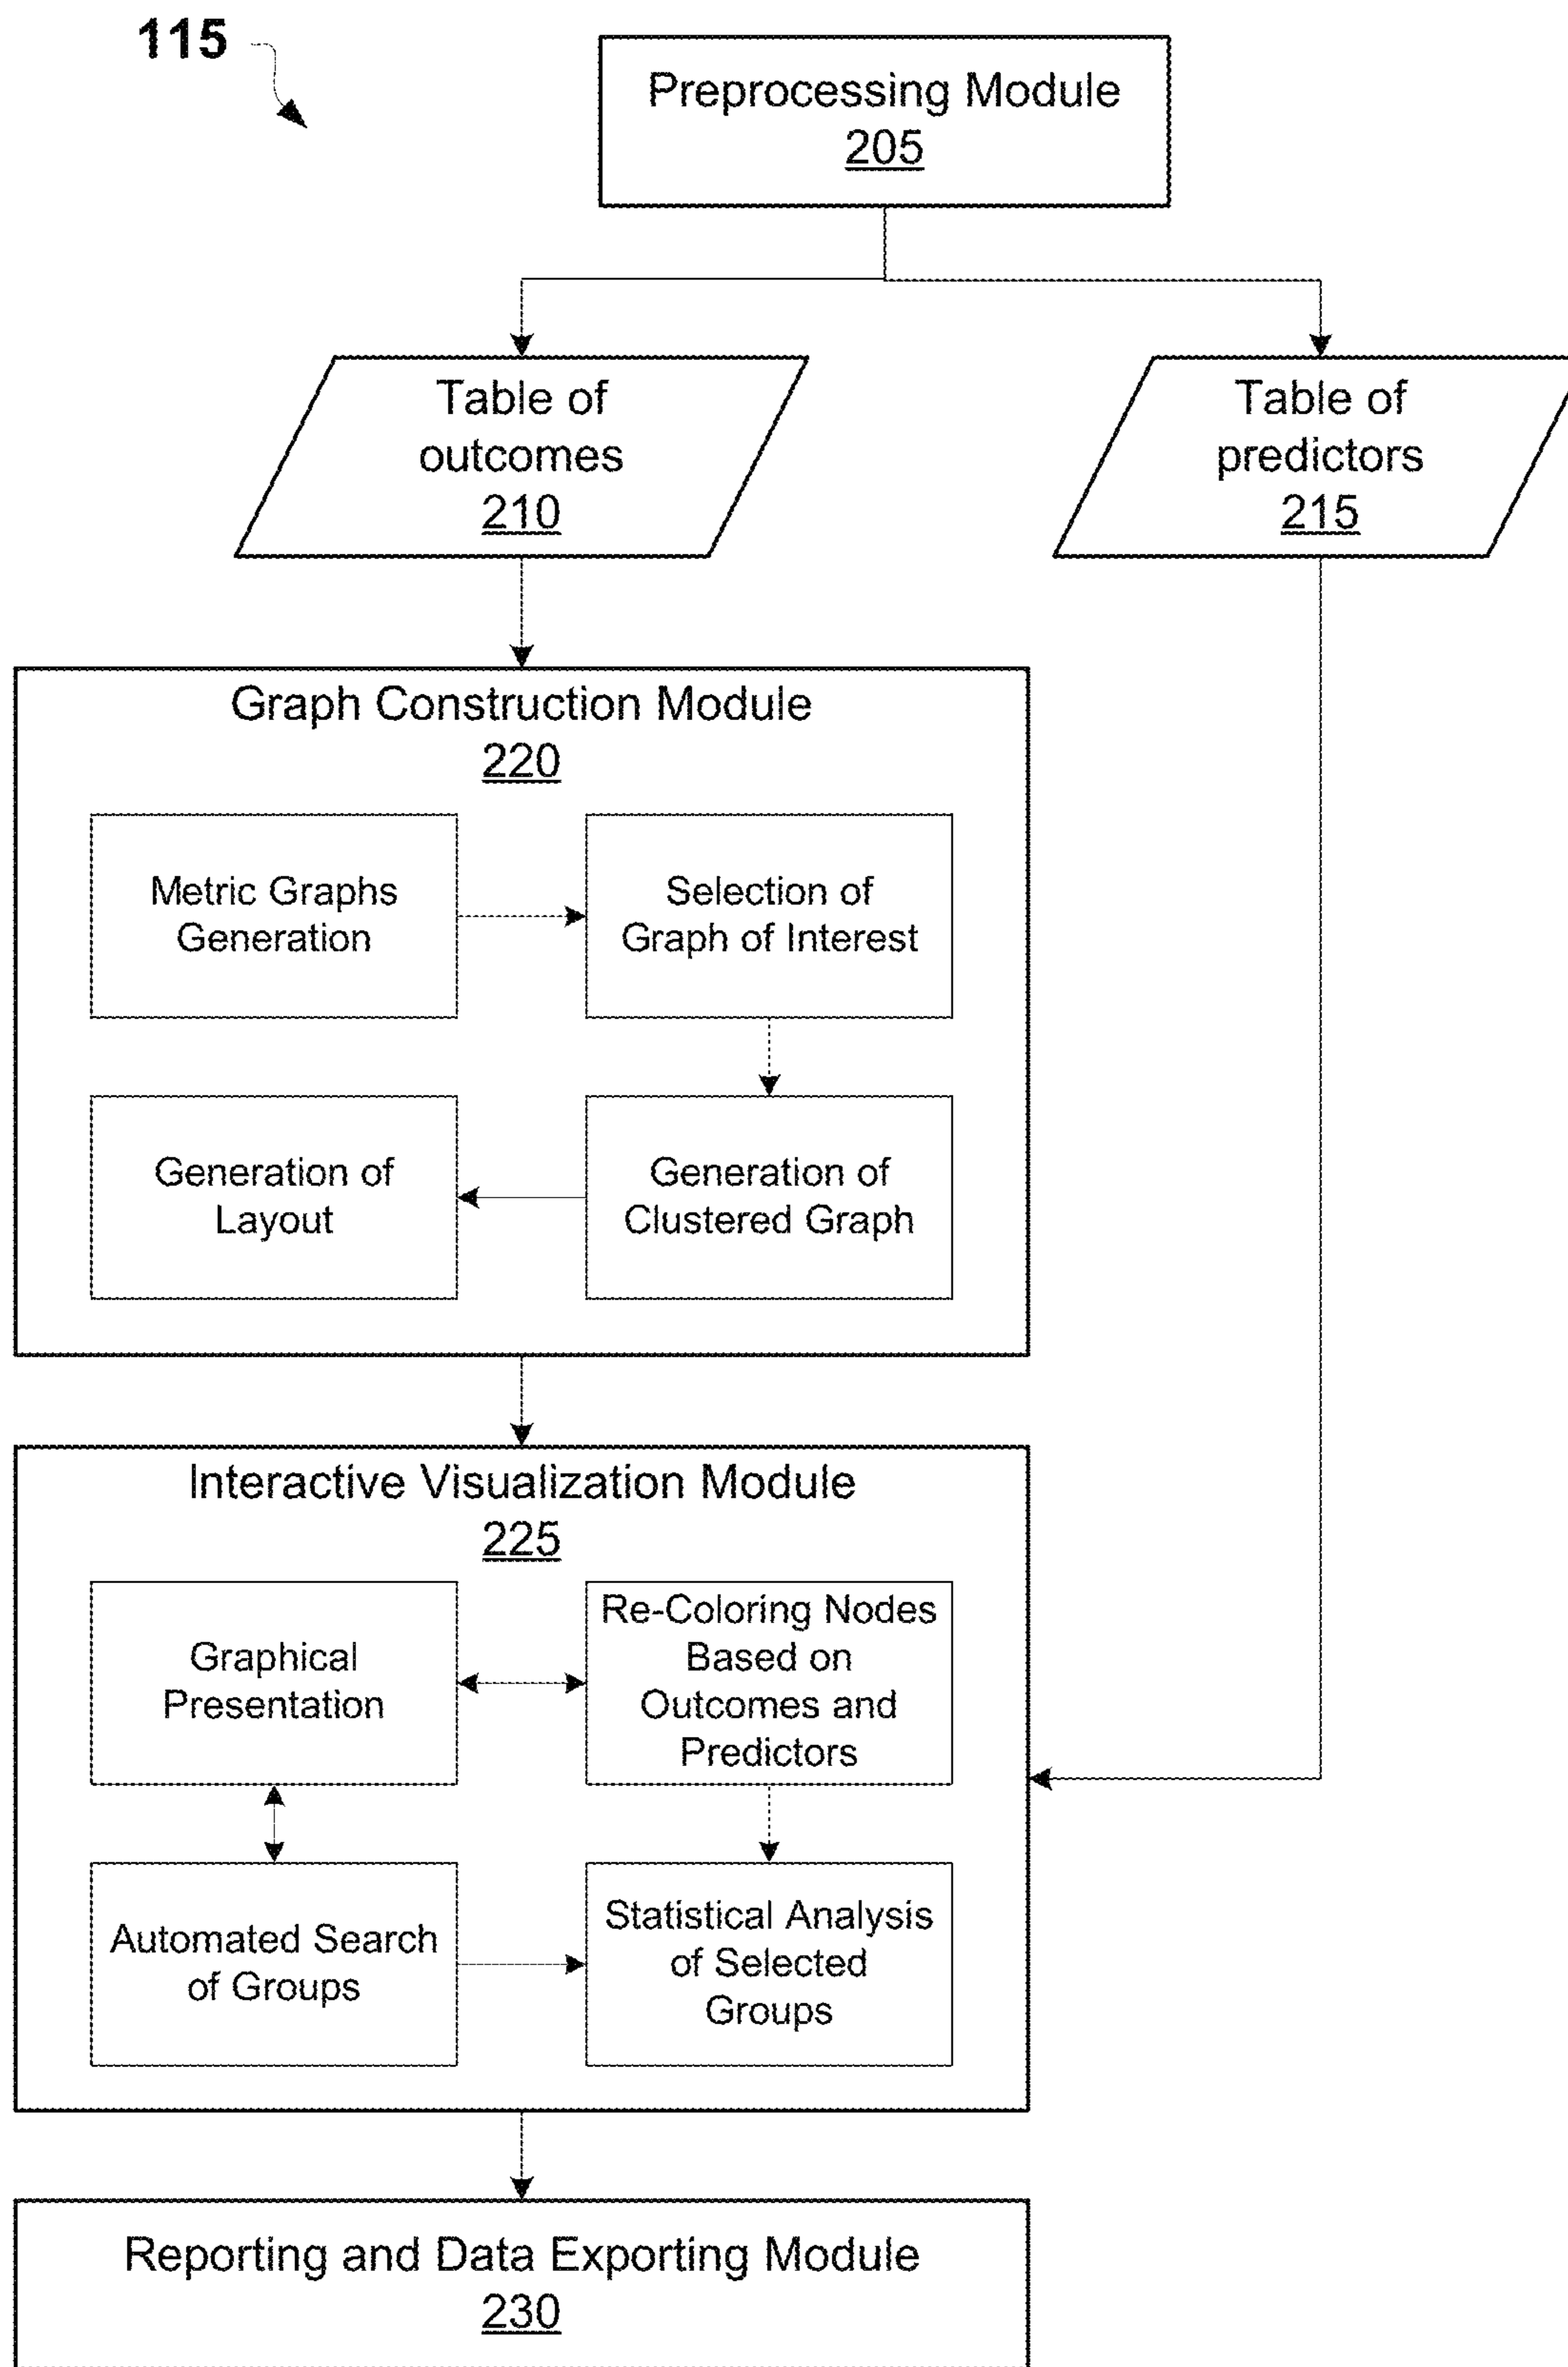 115
Preprocessing Module
205
Table of
outcomes
210
Table of
predictors
215
Graph Construction Module
220
Metric Graphs
Generation
Selection of
Graph of Interest
Generation of
Layout
Generation of
Clustered Graph
Interactive Visualization Module
225
Graphical
Presentation
Re-Coloring Nodes
Based on
Outcomes and
Predictors
Automated Search
of Groups
Statistical Analysis
of Selected
Groups
Reporting and Data Exporting Module
230